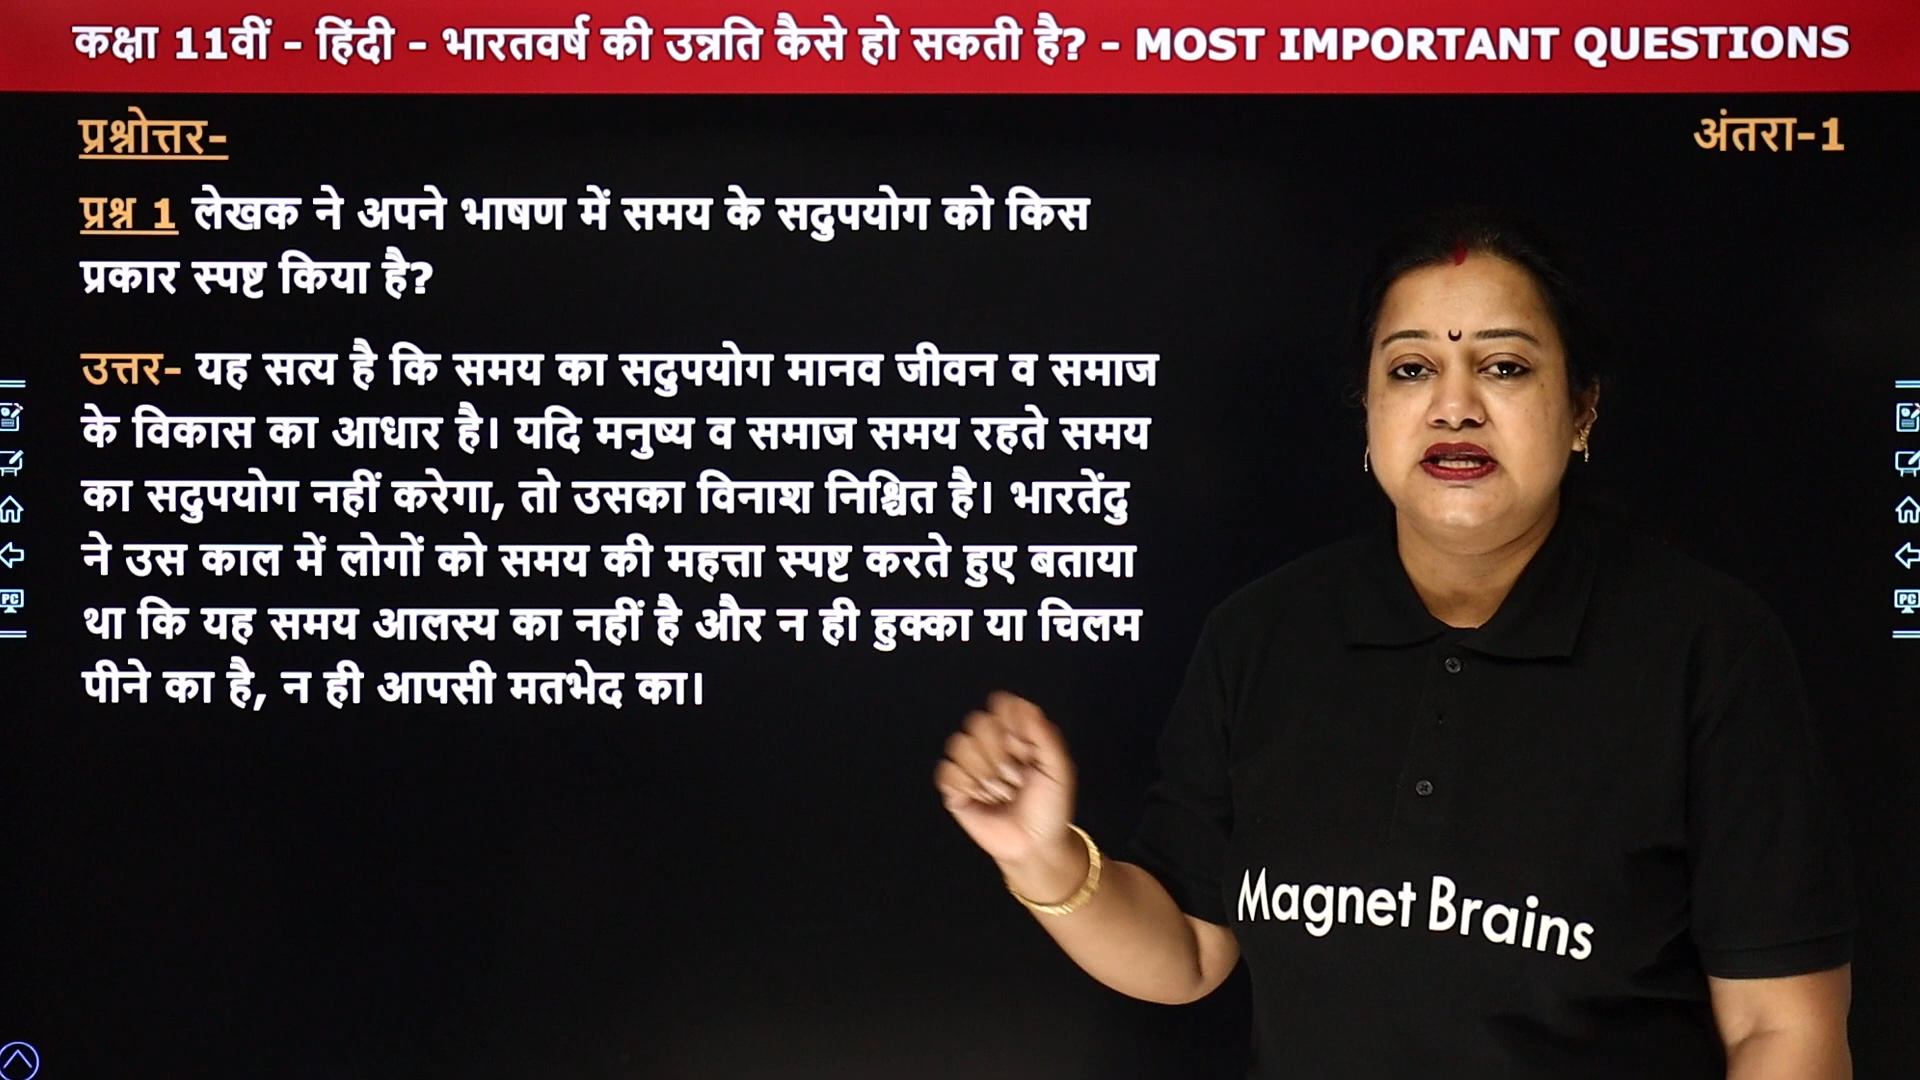 कक्षा 11वीं - हिंदी - भारतवर्ष की उन्नति कैसे हो सकती है? - MOST IMPORTANT QUESTIONS
प्रश्नोत्तर-
अंतरा-1
प्रश्न 1 लेखक ने अपने भाषण में समय के सदुपयोग को किस
प्रकार स्पष्ट किया है?
उत्तर- यह सत्य है कि समय का सदुपयोग मानव जीवन व समाज
के विकास का आधार है। यदि मनुष्य व समाज समय रहते समय
का सदुपयोग नहीं करेगा, तो उसका विनाश निश्चित है। भारतेंदु
ने उस काल में लोगों को समय की महत्ता स्पष्ट करते हुए बताया
था कि यह समय आलस्य का नहीं है और न ही हुक्का या चिलम
पीने का है, न ही आपसी मतभेद का।
Magnet Brains
PC
PC